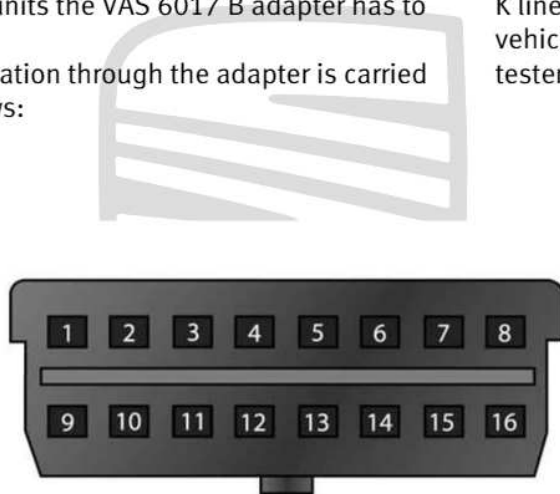 units the VAS 6017 B adapter has to
ation through the adapter is carried
vs:
K line
vehic
tester
1 2 3 4 5 6 7 8
9 10 11 12 13 14 15 16